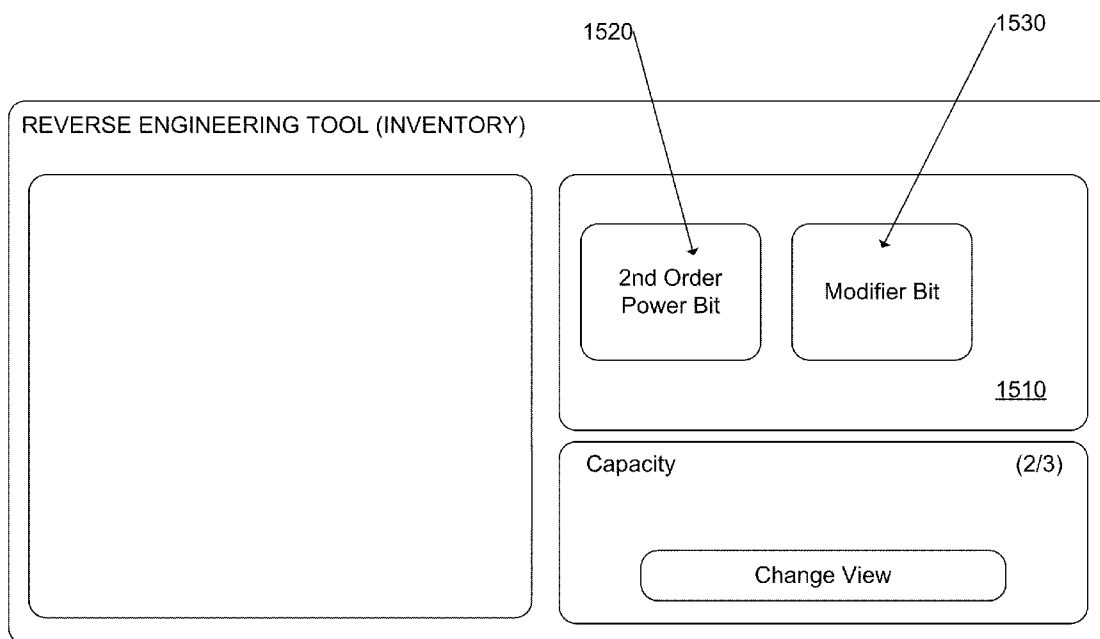 1520
1530
REVERSE ENGINEERING TOOL (INVENTORY)
2nd Order
Power Bit
Modifier Bit
1510
Capacity
(2/3)
Change View